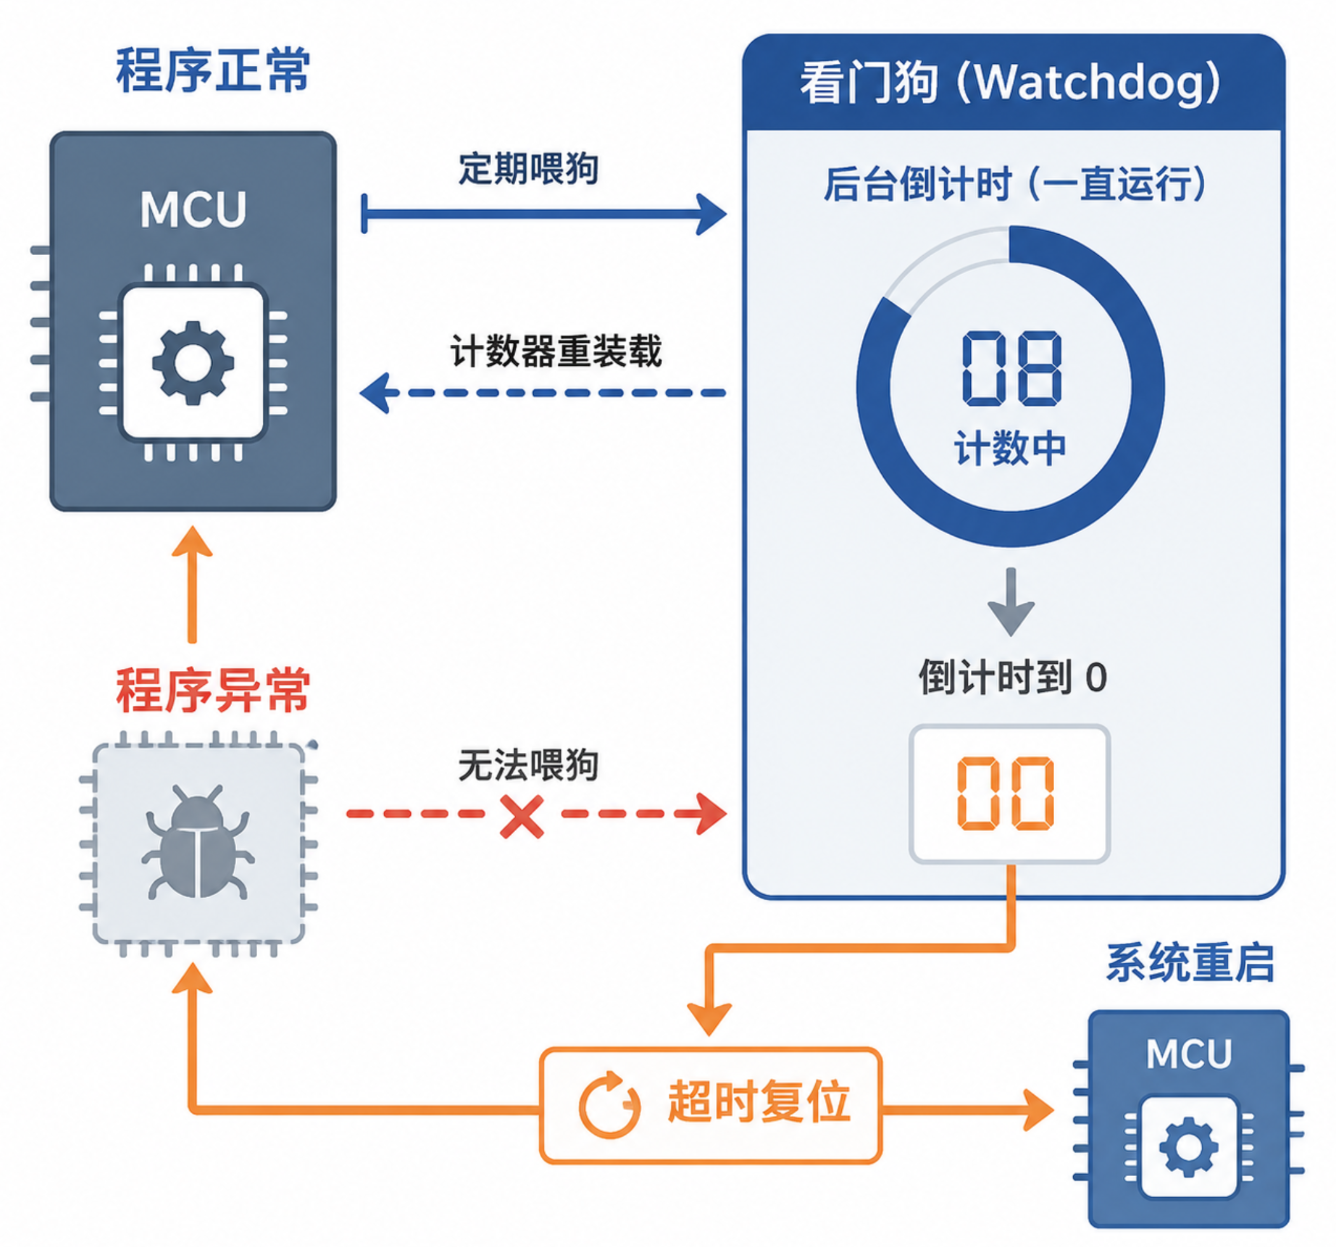 程序正常
看门狗（Watchdog）
MCU
定期喂狗
后台倒计时（一直运行）
计数器重装载
08
计数中
倒计时到 0
程序异常
无法喂狗
00
系统重启
超时复位
MCU